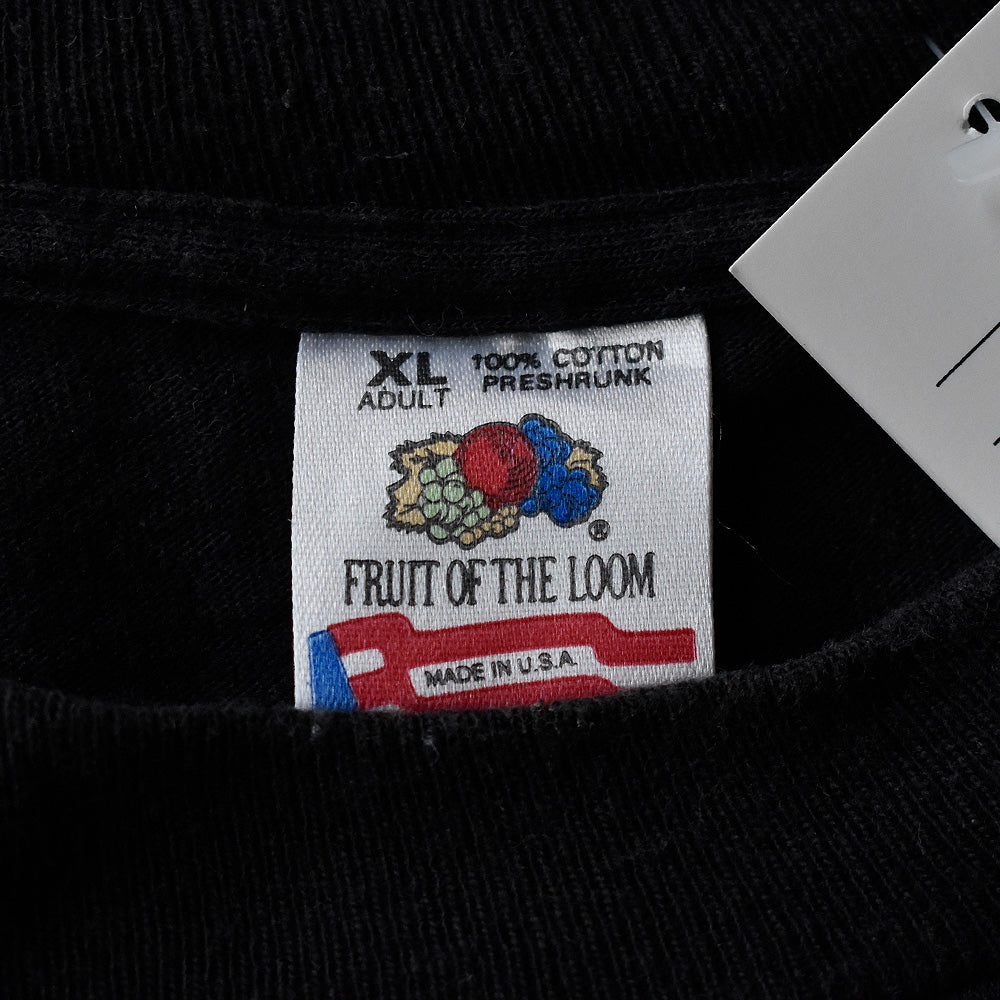 XL 100% COTTON
ADULT PRESHRUNK
®
FRUIT OF THE LOOM
MADE IN U.S.A.